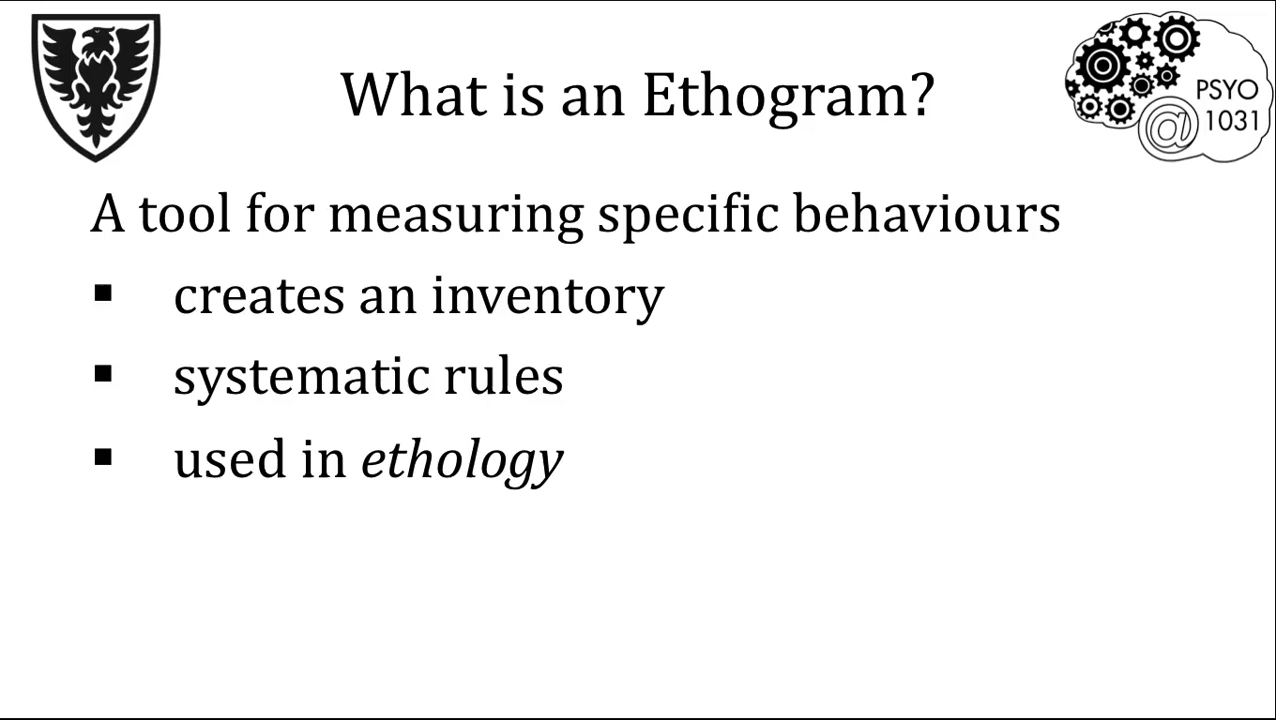 What is an Ethogram?
PSYO
@ 1031
A tool for measuring specific behaviours
▪ creates an inventory
▪ systematic rules
▪ used in ethology